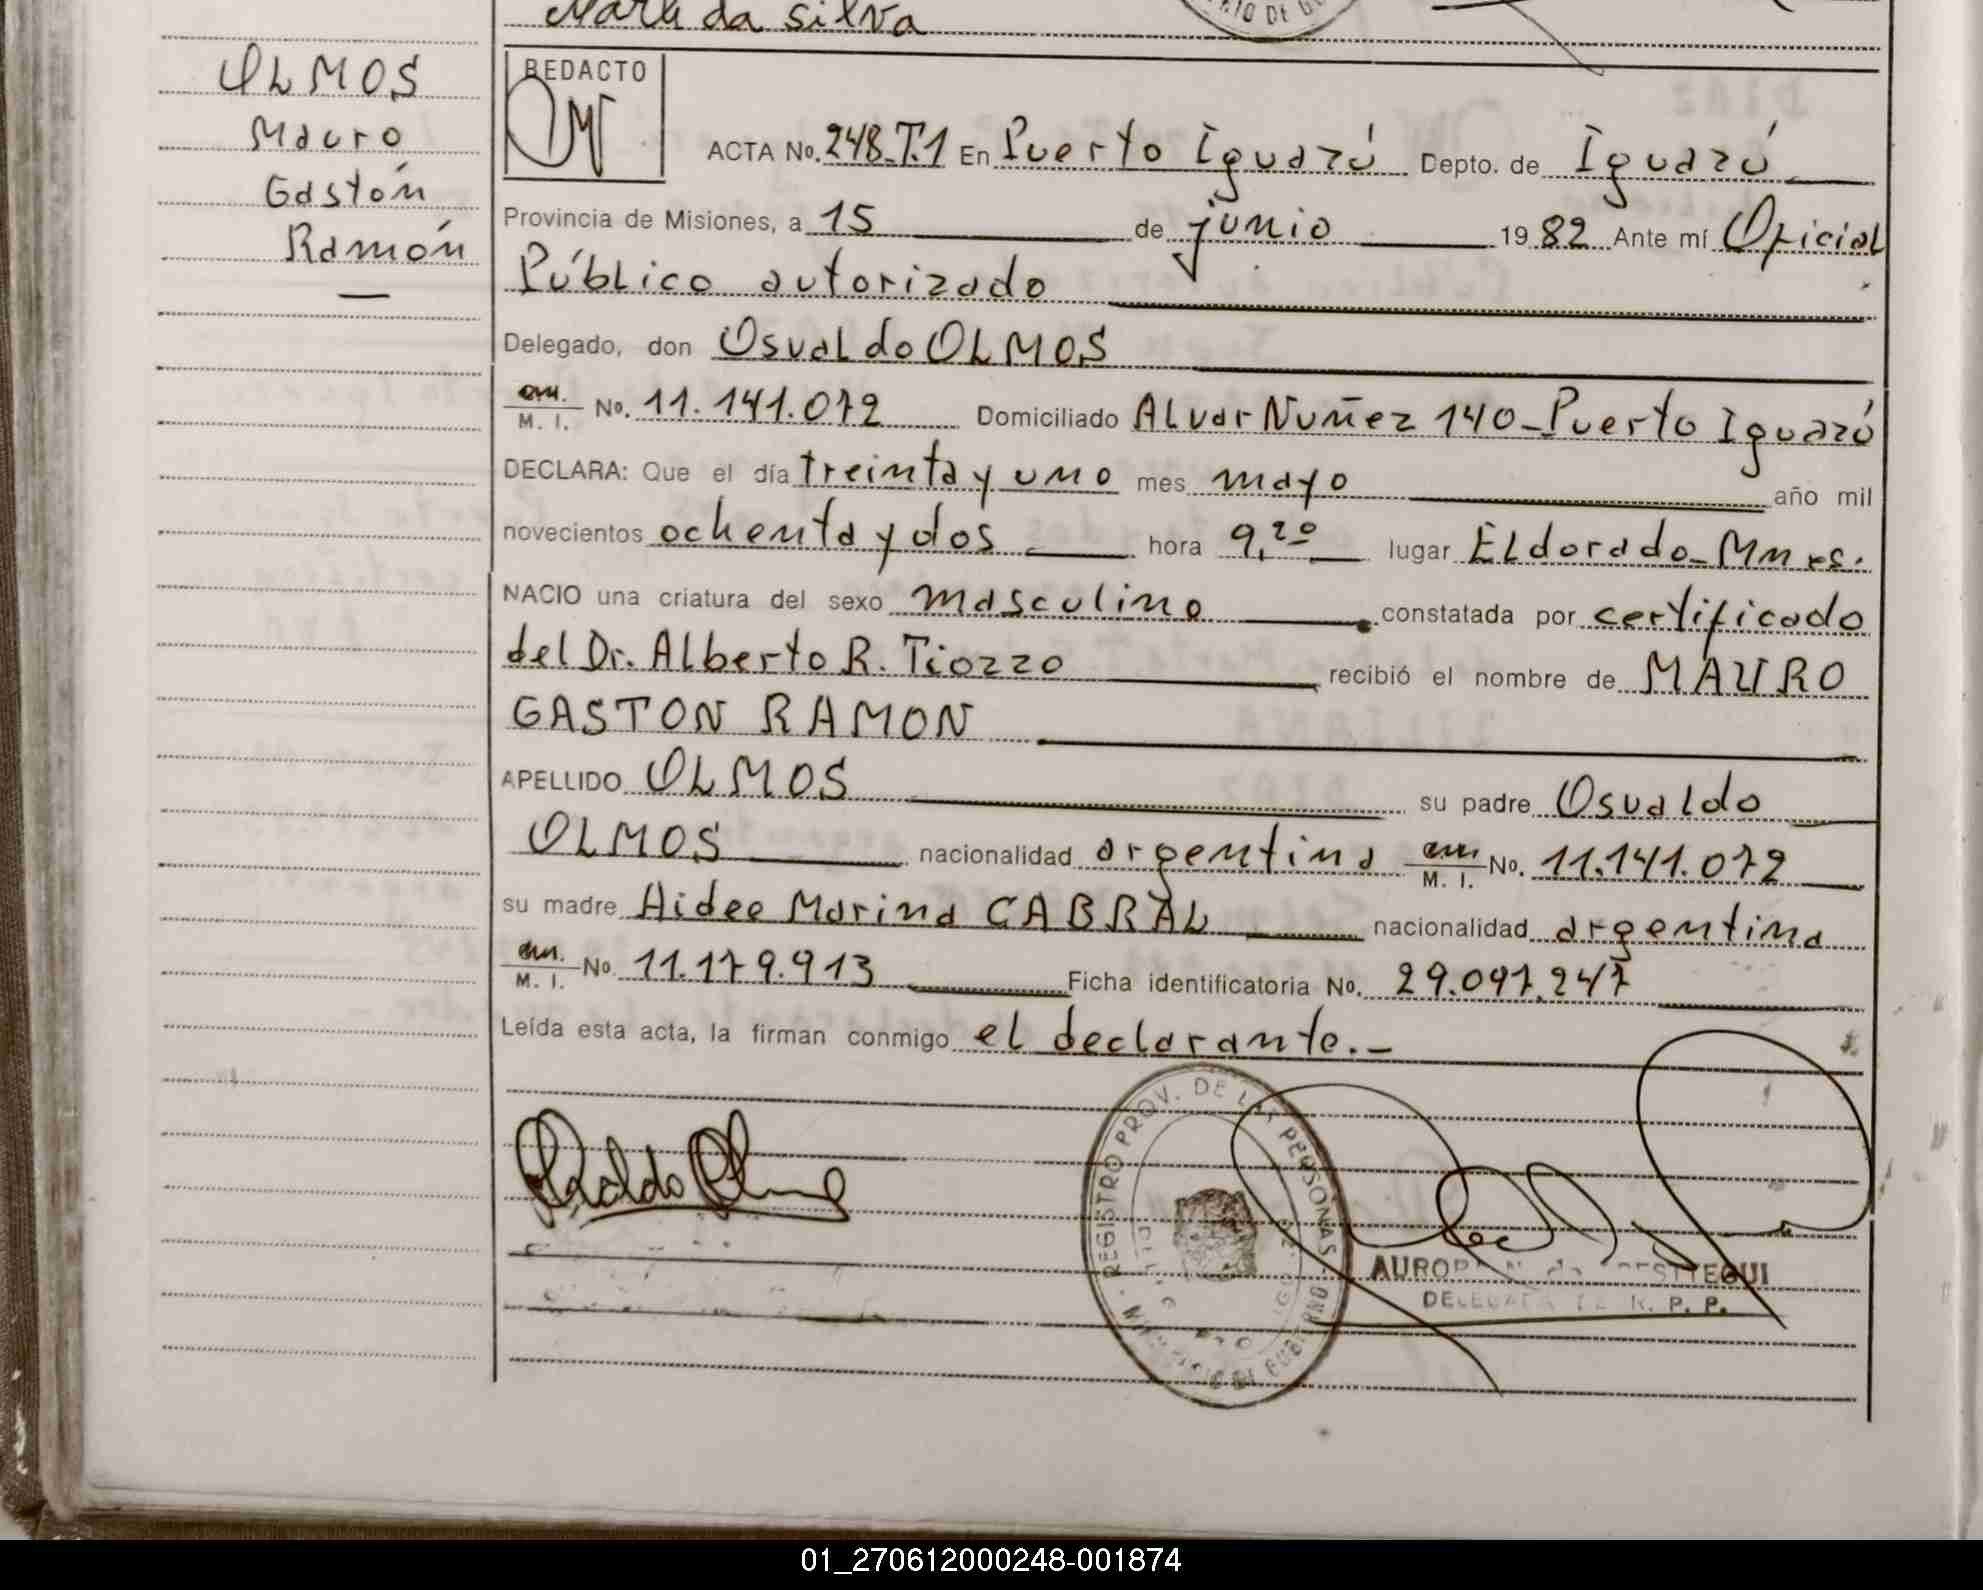 Mark da silva
OLMOS
Mauro
Gastón
Ramón
REDACTO
ACTA No. 248.T.1 En Puerto Iguazú Depto. de Iguazú
Provincia de Misiones, a 15 de junio 1982 Ante mí Oficial
Público autorizado
Delegado, don Osvaldo OLMOS
M. I. No. 11.141.072 Domiciliado Alvar Nuñez 140-Puerto Iguazú
DECLARA: Que el día treinta y uno mes mayo año mil
novecientos ochenta y dos hora 9,20 lugar Eldorado-Mnes.
NACIO una criatura del sexo masculino constatada por certificado
del Dr. Alberto R. Tiozzo recibió el nombre de MAURO
GASTON RAMON
APELLIDO OLMOS su padre Osvaldo
OLMOS nacionalidad argentina M. I. No. 11.141.072
su madre Aidee Marina CABRAL nacionalidad argentina
M. I. No. 11.179.913 Ficha identificatoria No. 29.097.247
Leída esta acta, la firman conmigo el declarante.-
REGISTRO PROV. DE LAS PERSONAS
DELEGADA R. P. P.
01_270612000248-001874